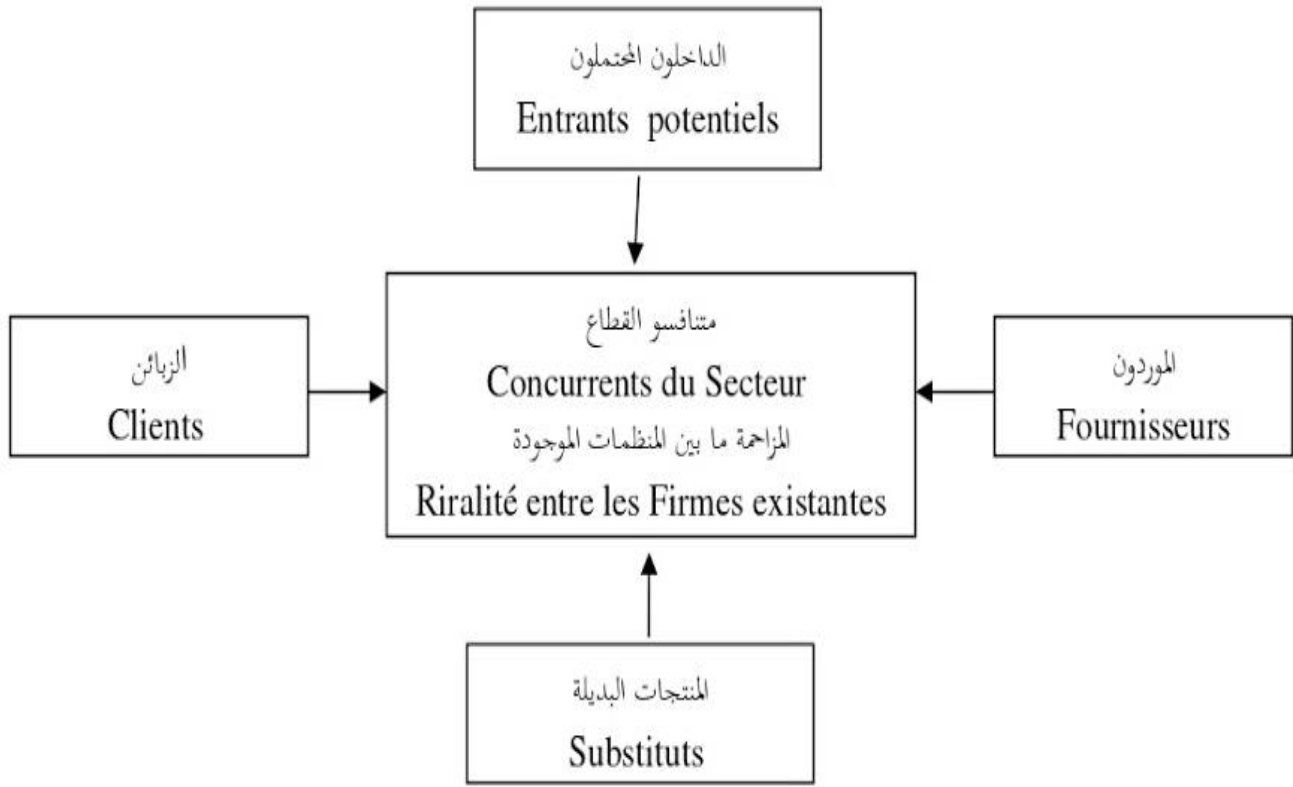 الداخلون المحتملون
Entrants potentiels
الزبائن
Clients
متنافسو القطاع
Concurrents du Secteur
المزاحمة ما بين المنظمات الموجودة
Riralité entre les Firmes existantes
الموردون
Fournisseurs
المنتجات البديلة
Substituts